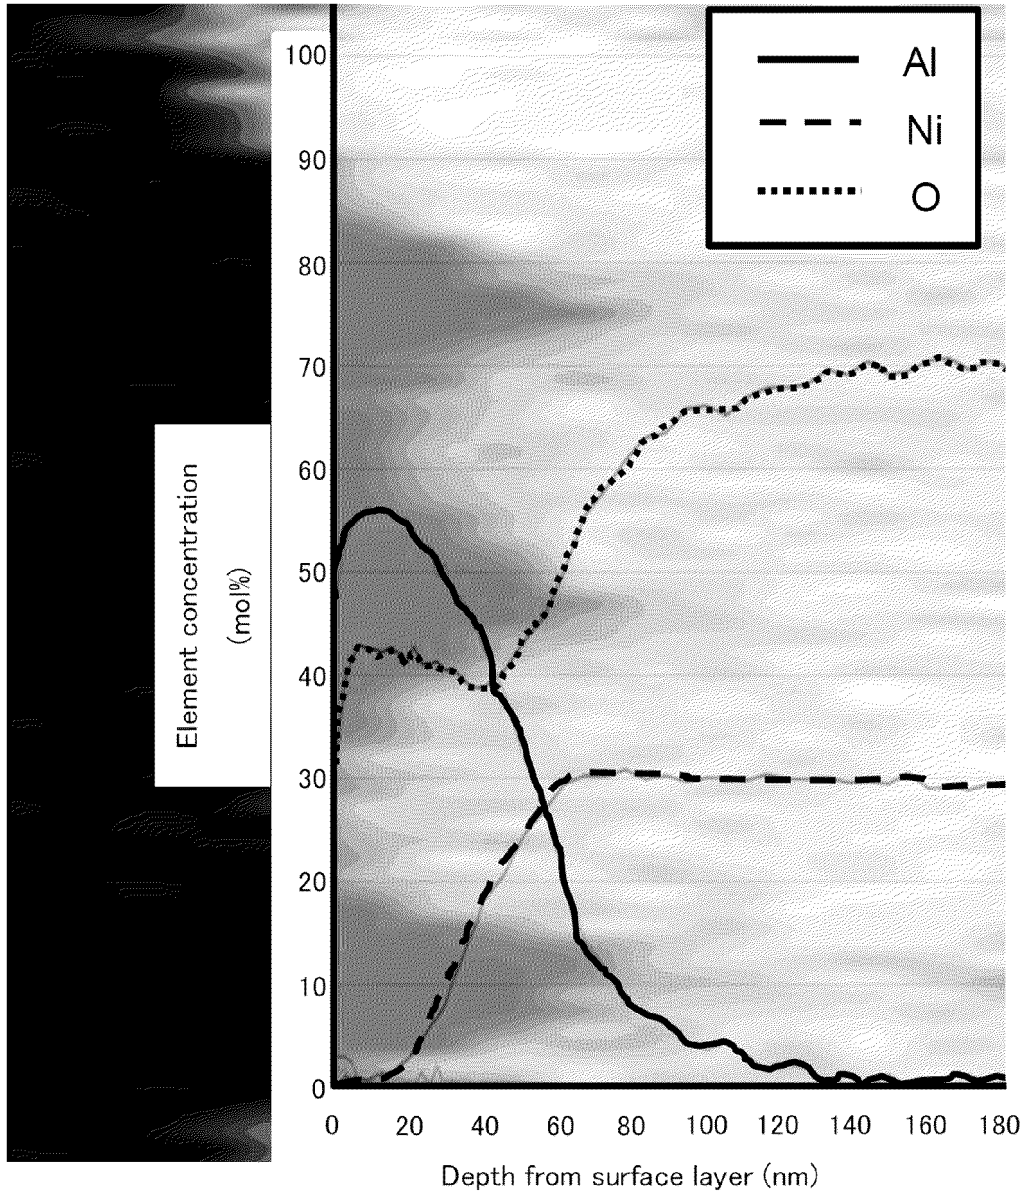 Al
Ni
O
100
90
80
70
60
50
40
30
20
10
0
Element concentration
(mol%)
0 20 40 60 80 100 120 140 160 180
Depth from surface layer (nm)